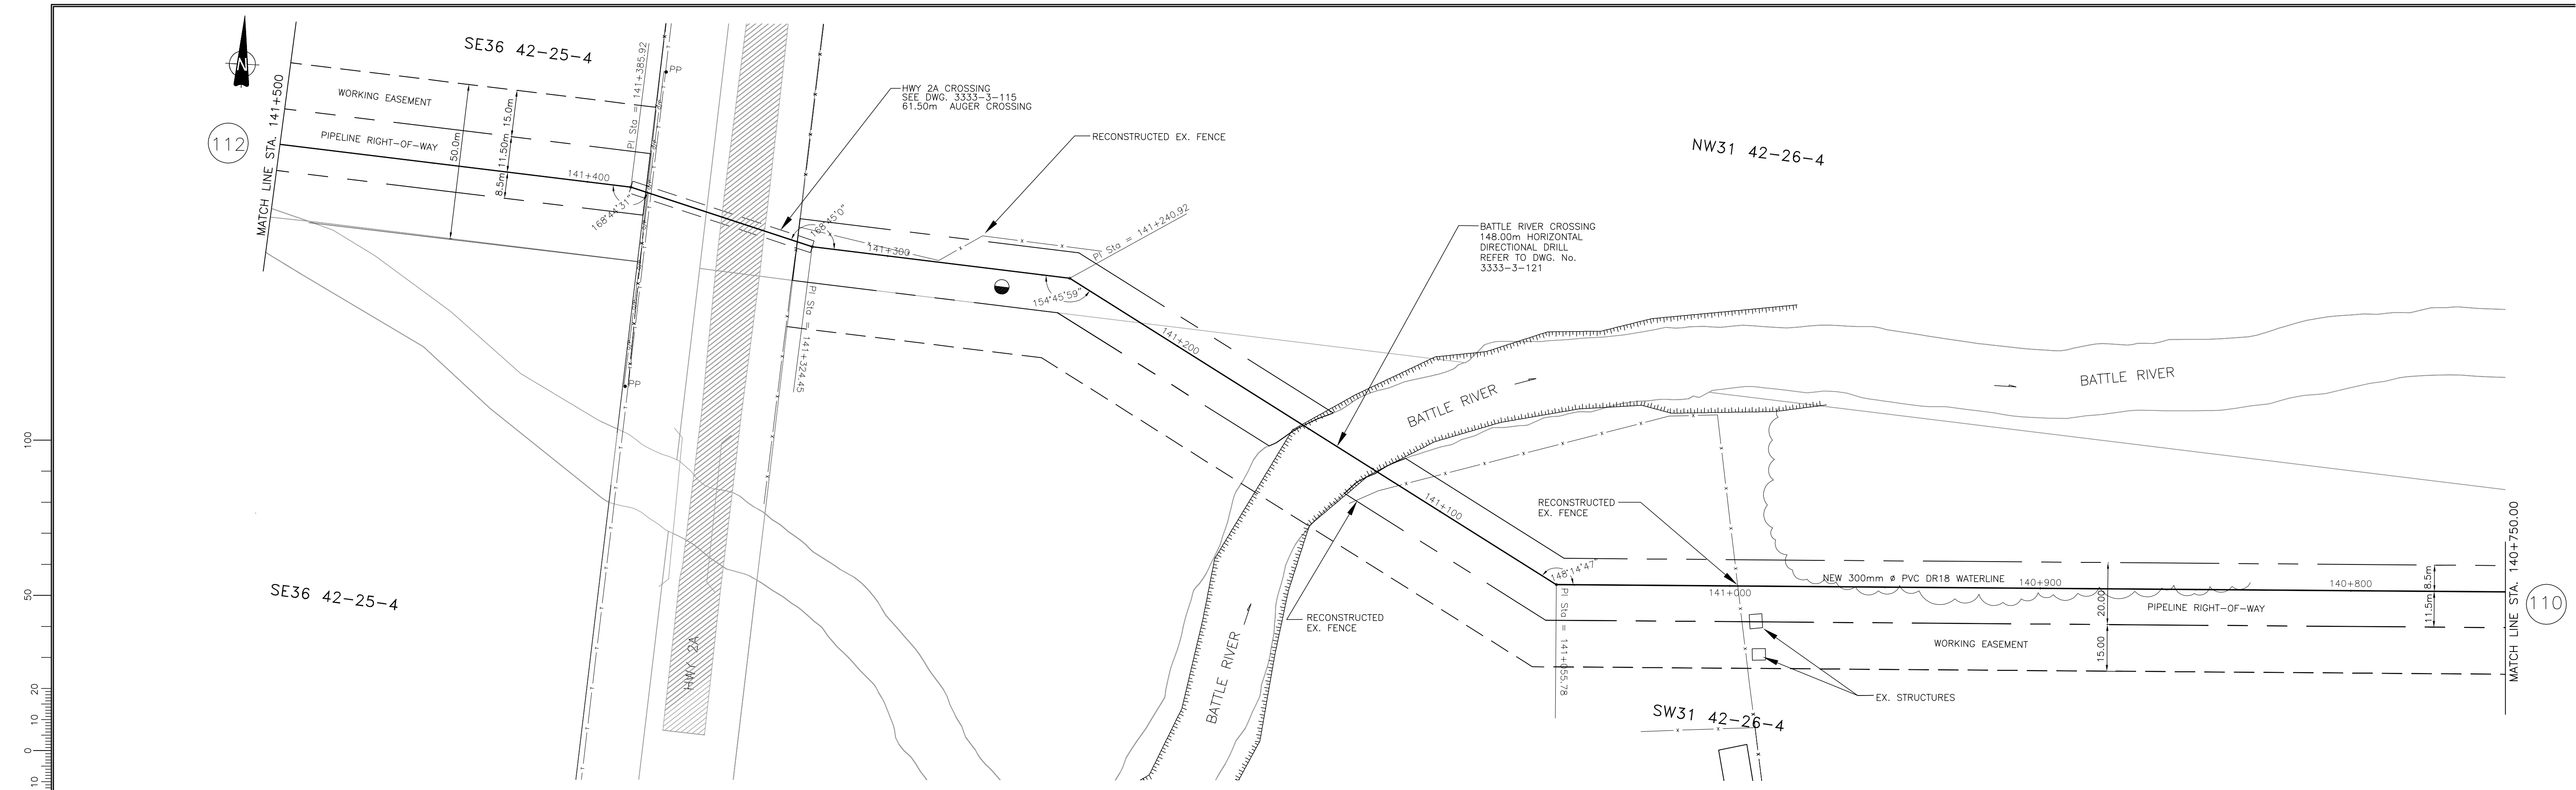 SE36 42-25-4
N
MATCH LINE STA. 141+500
112
WORKING EASEMENT
PIPELINE RIGHT-OF-WAY
50.0m
15.0m
11.50m
8.5m
141+400
PI Sta = 141+385.92
PP
168°44'31"
HWY 2A CROSSING
SEE DWG. 3333-3-115
61.50m AUGER CROSSING
RECONSTRUCTED EX. FENCE
168°45'0"
141+300
PI Sta = 141+324.45
PI Sta = 141+240.92
154°45'59"
141+200
NW31 42-26-4
BATTLE RIVER CROSSING
148.00m HORIZONTAL
DIRECTIONAL DRILL
REFER TO DWG. No.
3333-3-121
BATTLE RIVER
BATTLE RIVER
PP
SE36 42-25-4
HWY 2A
BATTLE RIVER
141+100
RECONSTRUCTED
EX. FENCE
RECONSTRUCTED
EX. FENCE
148°14'47"
PI Sta = 141+055.78
141+000
NEW 300mm ø PVC DR18 WATERLINE
140+900
140+800
20.00
15.00
8.5m
11.5m
PIPELINE RIGHT-OF-WAY
WORKING EASEMENT
EX. STRUCTURES
SW31 42-26-4
MATCH LINE STA. 140+750.00
110
100
50
20
10
0
10